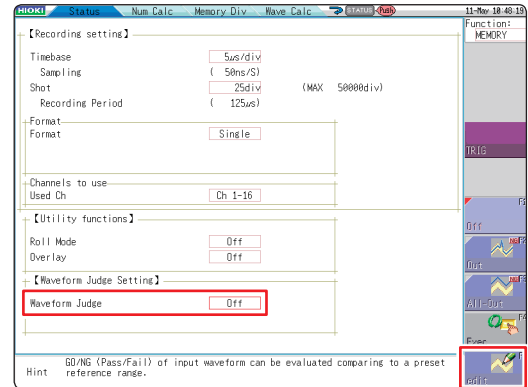 HIOKI Status Num Calc Memory Div Wave Calc STATUS Push 11-May 10:48:19
Function:
MEMORY
【Recording setting】
Timebase 5µs/div
Sampling ( 50ns/S)
Shot 25div (MAX 50000div)
Recording Period ( 125µs)
Format
Format Single
TRIG
Channels to use
Used Ch Ch 1-16
【Utility functions】
Off
Roll Mode Off
Overlay Off
Out
【Waveform Judge Setting】
Waveform Judge Off
All-Out
Exec
Hint GO/NG (Pass/Fail) of input waveform can be evaluated comparing to a preset
reference range.
edit